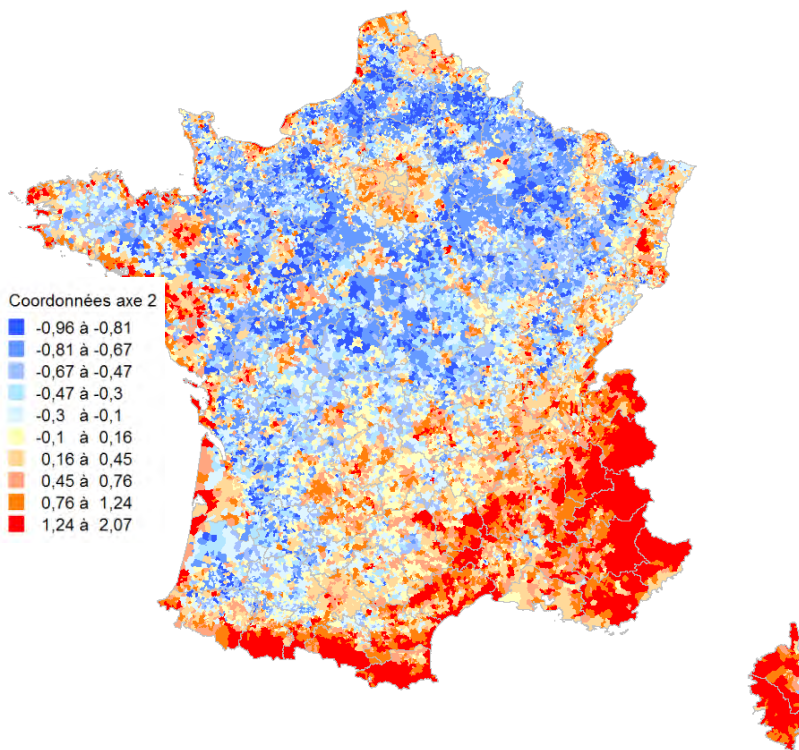 Coordonnées axe 2
-0,96 à -0,81
-0,81 à -0,67
-0,67 à -0,47
-0,47 à -0,3
-0,3 à -0,1
-0,1 à 0,16
0,16 à 0,45
0,45 à 0,76
0,76 à 1,24
1,24 à 2,07